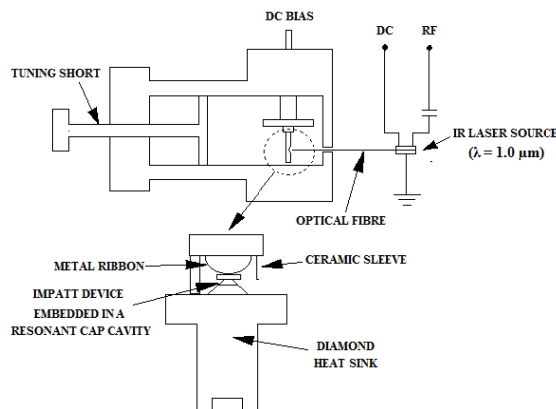 DC BIAS
DC
RF
TUNING SHORT
IR LASER SOURCE
(λ = 1.0 μm)
OPTICAL FIBRE
METAL RIBBON
CERAMIC SLEEVE
IMPATT DEVICE
EMBEDDED IN A
RESONANT CAP CAVITY
DIAMOND
HEAT SINK